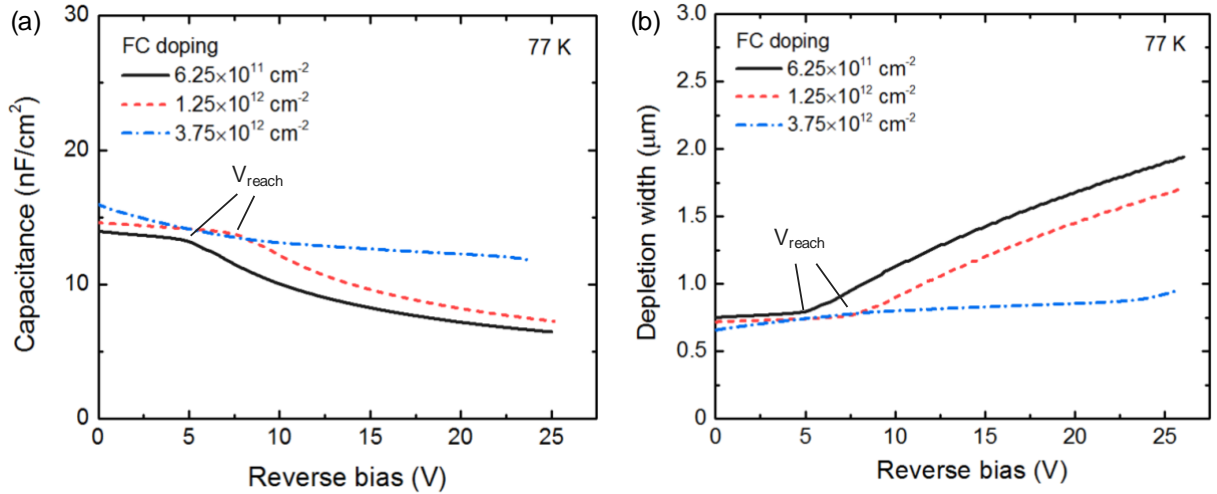 (a)
30
20
10
0
0 5 10 15 20 25
Capacitance (nF/cm²)
Reverse bias (V)
FC doping
77 K
6.25×10¹¹ cm⁻²
1.25×10¹² cm⁻²
3.75×10¹² cm⁻²
V_reach
(b)
3.0
2.5
2.0
1.5
1.0
0.5
0.0
0 5 10 15 20 25
Depletion width (μm)
Reverse bias (V)
FC doping
77 K
6.25×10¹¹ cm⁻²
1.25×10¹² cm⁻²
3.75×10¹² cm⁻²
V_reach